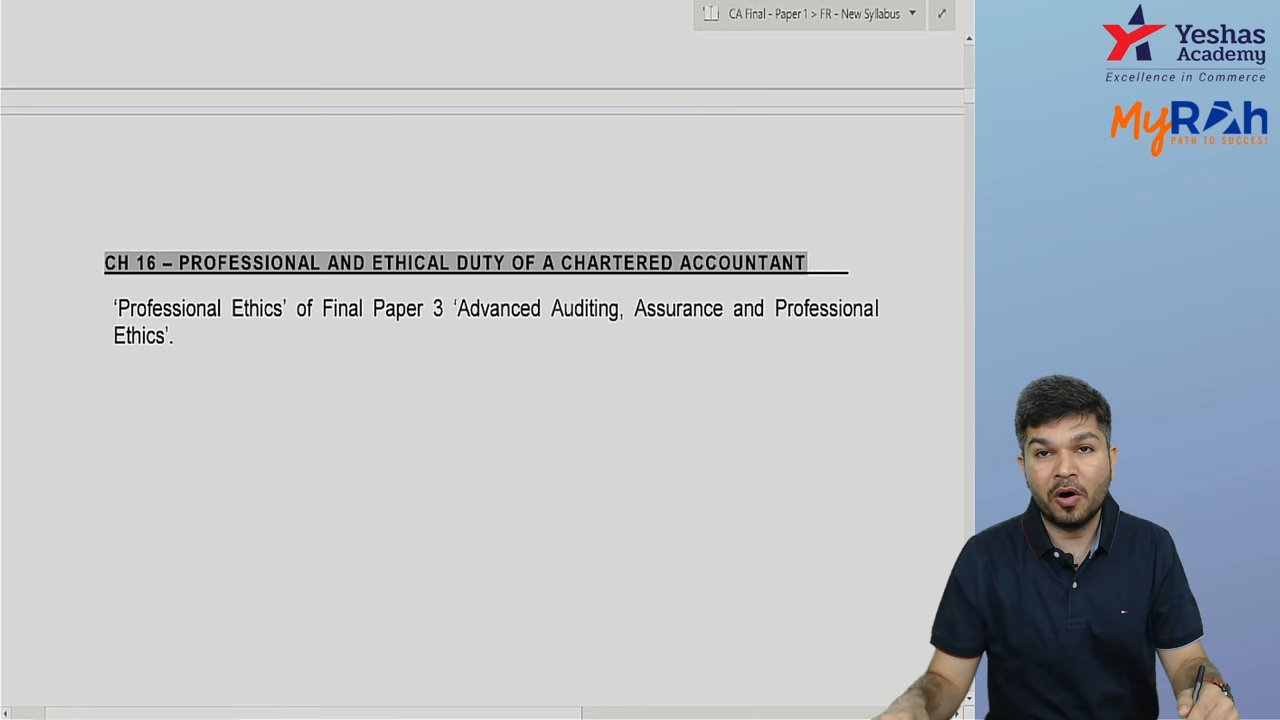 CA Final - Paper 1 > FR - New Syllabus
Yeshas
Academy
Excellence in Commerce
MyRAh
PATH TO SUCCES!
CH 16 – PROFESSIONAL AND ETHICAL DUTY OF A CHARTERED ACCOUNTANT
‘Professional Ethics’ of Final Paper 3 ‘Advanced Auditing, Assurance and Professional
Ethics’.